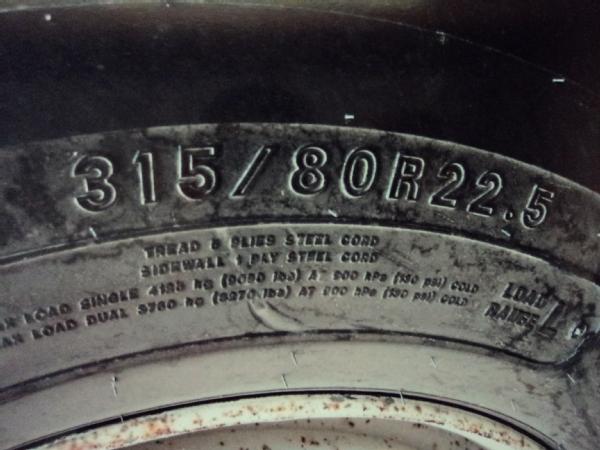 315/80R22.5
TREAD PLIES STEEL CORD
SIDEWALL 1 PLY STEEL CORD
AX LOAD SINGLE 4125 kg (9090 lbs) AT 900 kPa (130 psi) COLD
AX LOAD DUAL 3750 kg (8270 lbs) AT 900 kPa (130 psi) COLD
LOAD
RANGE L